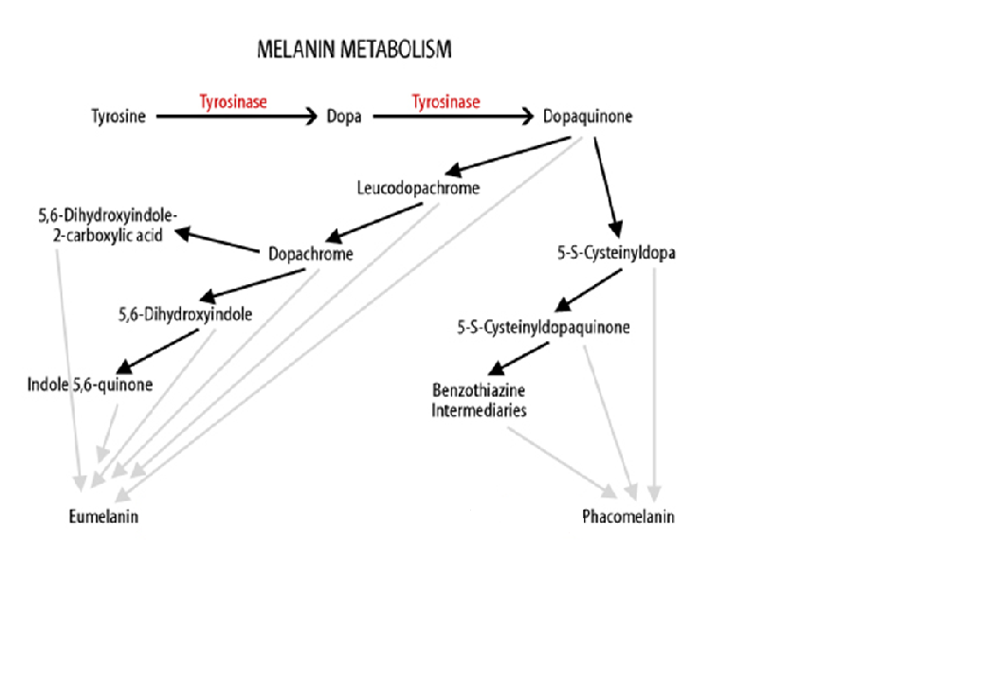 MELANIN METABOLISM
Tyrosinase
Tyrosinase
Tyrosine
Dopa
Dopaquinone
Leucodopachrome
5,6-Dihydroxyindole-
2-carboxylic acid
Dopachrome
5-S-Cysteinyldopa
5,6-Dihydroxyindole
5-S-Cysteinyldopaquinone
Indole 5,6-quinone
Benzothiazine
Intermediaries
Eumelanin
Phacomelanin